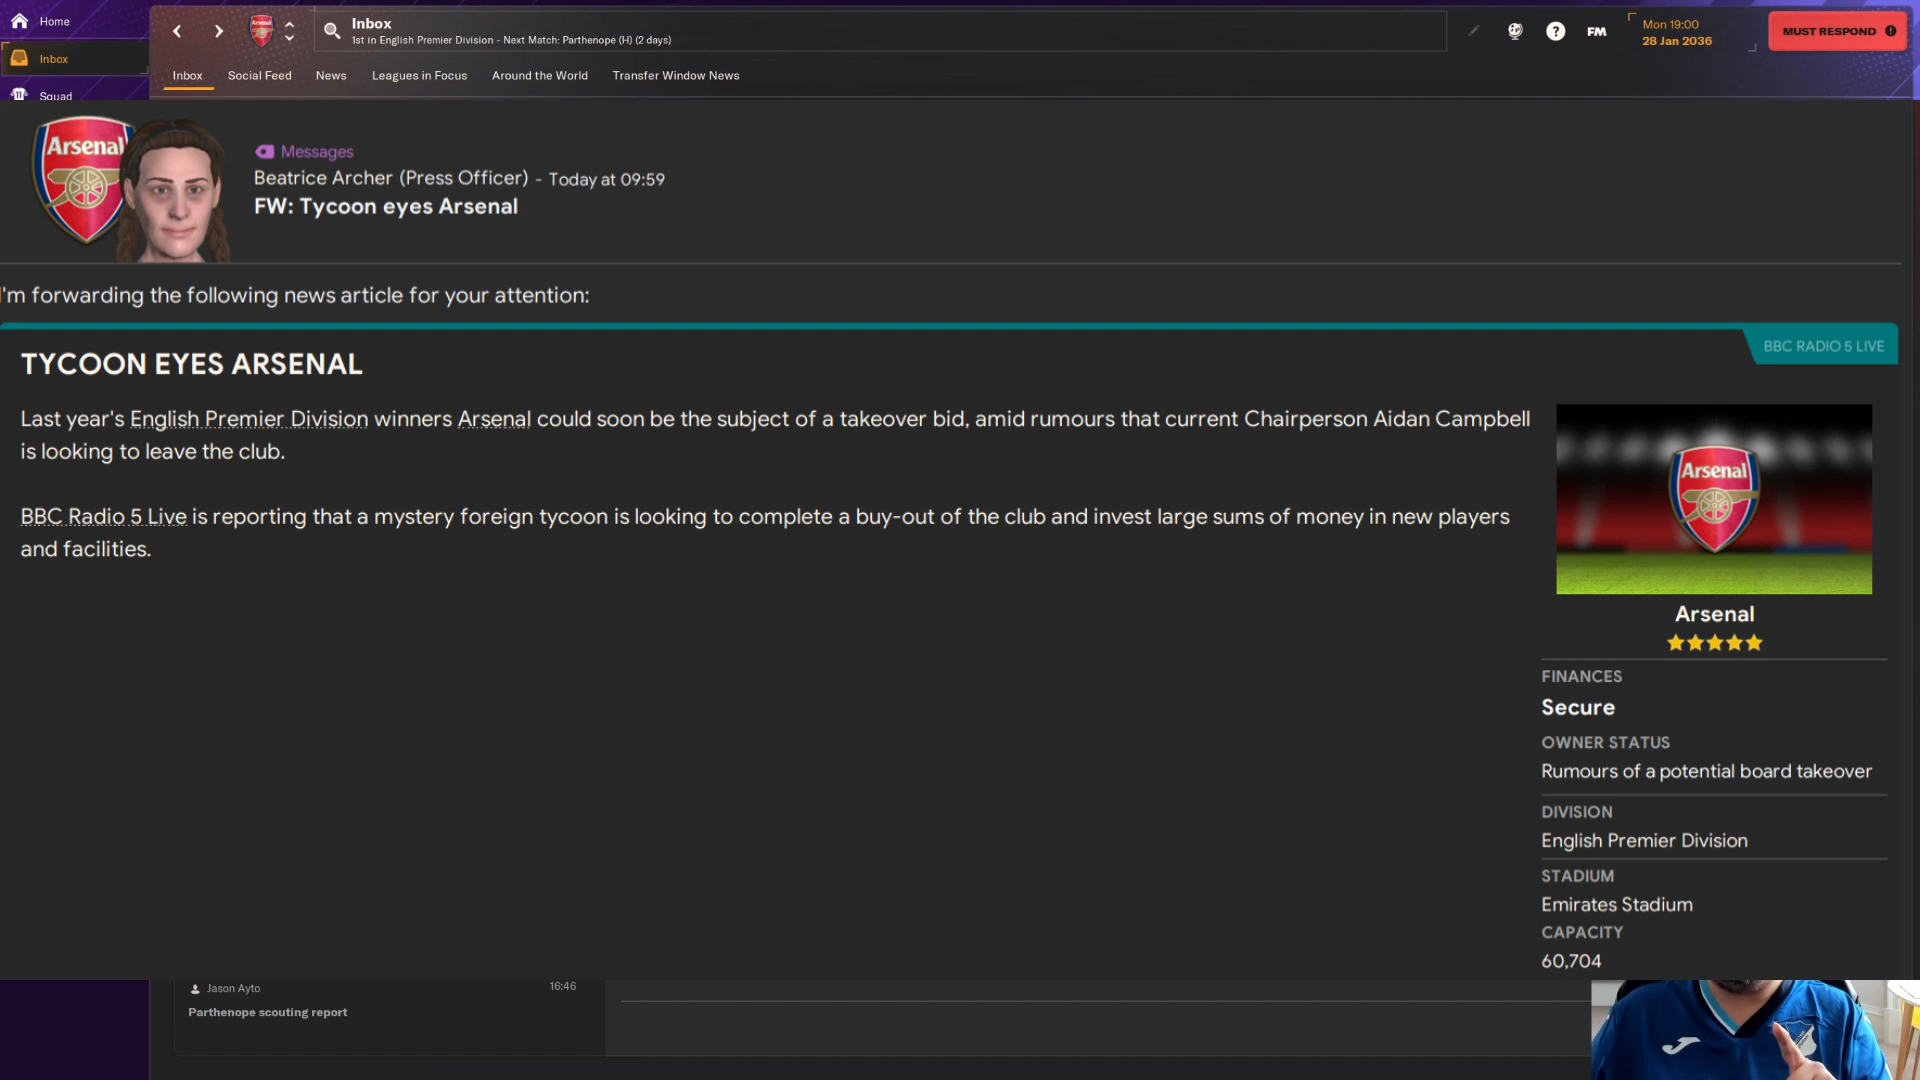 Home
Inbox
Squad
Inbox
1st in English Premier Division - Next Match: Parthenope (H) (2 days)
FM
Mon 19:00
28 Jan 2036
MUST RESPOND
Inbox
Social Feed
News
Leagues in Focus
Around the World
Transfer Window News
Arsenal
Messages
Beatrice Archer (Press Officer) - Today at 09:59
FW: Tycoon eyes Arsenal
I'm forwarding the following news article for your attention:
BBC RADIO 5 LIVE
TYCOON EYES ARSENAL
Last year's English Premier Division winners Arsenal could soon be the subject of a takeover bid, amid rumours that current Chairperson Aidan Campbell
is looking to leave the club.
BBC Radio 5 Live is reporting that a mystery foreign tycoon is looking to complete a buy-out of the club and invest large sums of money in new players
and facilities.
Arsenal
Arsenal
FINANCES
Secure
OWNER STATUS
Rumours of a potential board takeover
DIVISION
English Premier Division
STADIUM
Emirates Stadium
CAPACITY
60,704
Jason Ayto
16:46
Parthenope scouting report